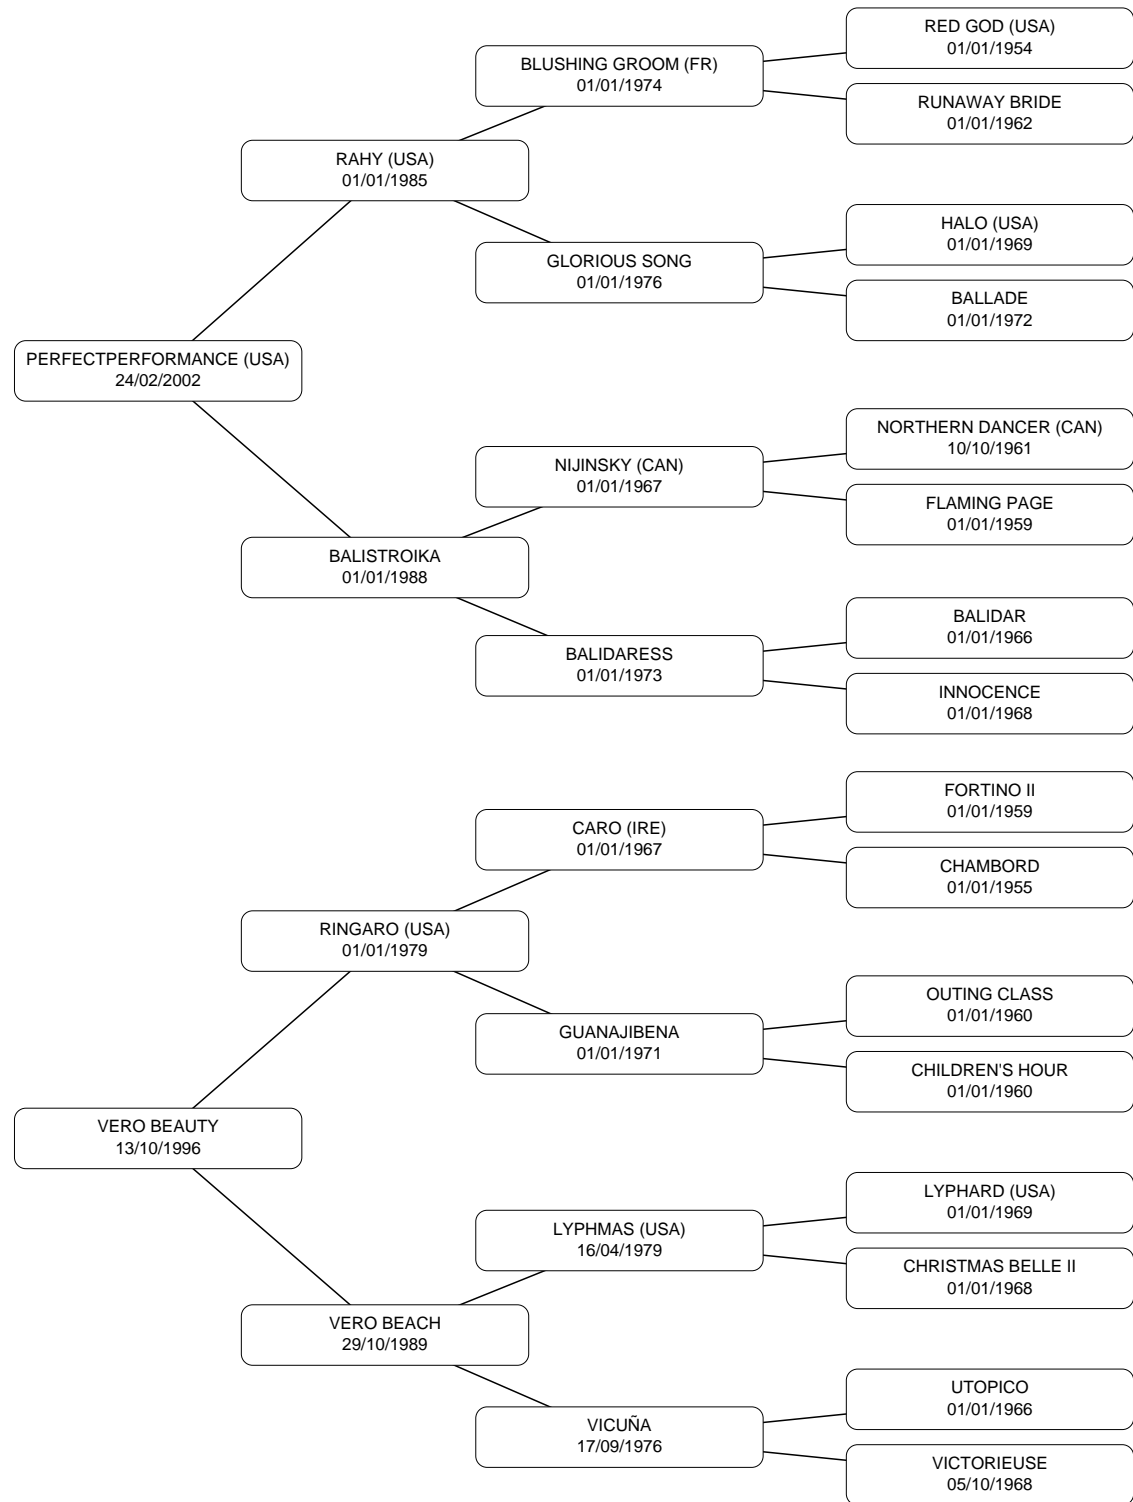 RED GOD (USA)
01/01/1954
BLUSHING GROOM (FR)
01/01/1974
RUNAWAY BRIDE
01/01/1962
RAHY (USA)
01/01/1985
HALO (USA)
01/01/1969
GLORIOUS SONG
01/01/1976
BALLADE
01/01/1972
PERFECTPERFORMANCE (USA)
24/02/2002
NORTHERN DANCER (CAN)
10/10/1961
NIJINSKY (CAN)
01/01/1967
FLAMING PAGE
01/01/1959
BALISTROIKA
01/01/1988
BALIDAR
01/01/1966
BALIDARESS
01/01/1973
INNOCENCE
01/01/1968
FORTINO II
01/01/1959
CARO (IRE)
01/01/1967
CHAMBORD
01/01/1955
RINGARO (USA)
01/01/1979
OUTING CLASS
01/01/1960
GUANAJIBENA
01/01/1971
CHILDREN'S HOUR
01/01/1960
VERO BEAUTY
13/10/1996
LYPHARD (USA)
01/01/1969
LYPHMAS (USA)
16/04/1979
CHRISTMAS BELLE II
01/01/1968
VERO BEACH
29/10/1989
UTOPICO
01/01/1966
VICUÑA
17/09/1976
VICTORIEUSE
05/10/1968